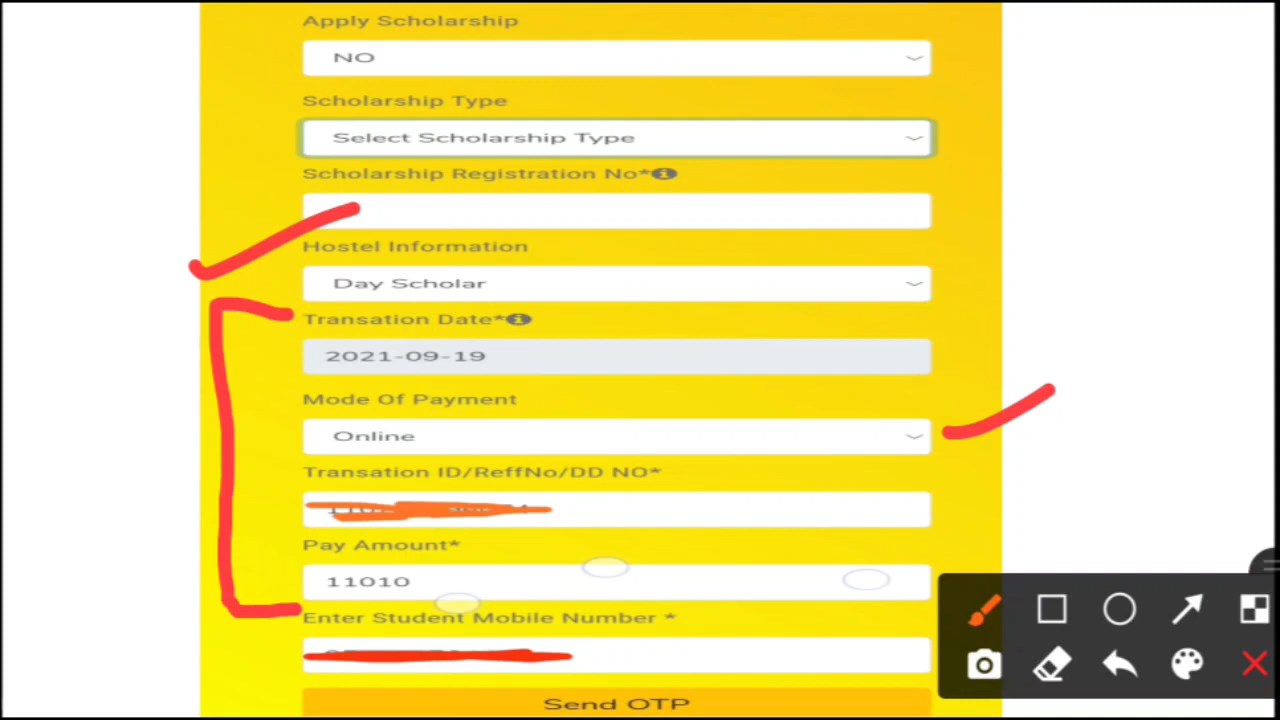 Apply Scholarship
NO
Scholarship Type
Select Scholarship Type
Scholarship Registration No*
Hostel Information
Day Scholar
Transation Date*
2021-09-19
Mode Of Payment
Online
Transation ID/ReffNo/DD NO*
Pay Amount*
11010
Enter Student Mobile Number *
Send OTP